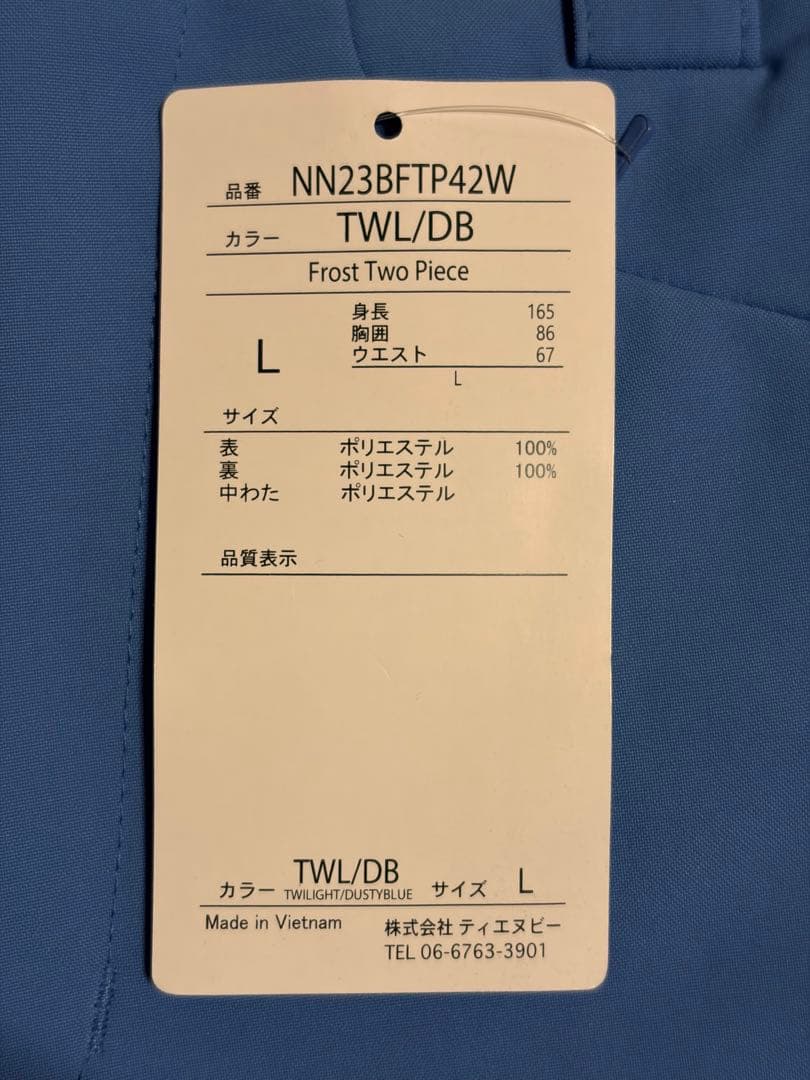 品番 NN23BFTP42W
カラー TWL/DB
Frost Two Piece
身長 165
胸囲 86
ウエスト 67
L
L
サイズ
表 ポリエステル 100%
裏 ポリエステル 100%
中わた ポリエステル
品質表示
カラー TWL/DB サイズ L
TWILIGHT/DUSTYBLUE
Made in Vietnam 株式会社 ティエヌビー
TEL 06-6763-3901